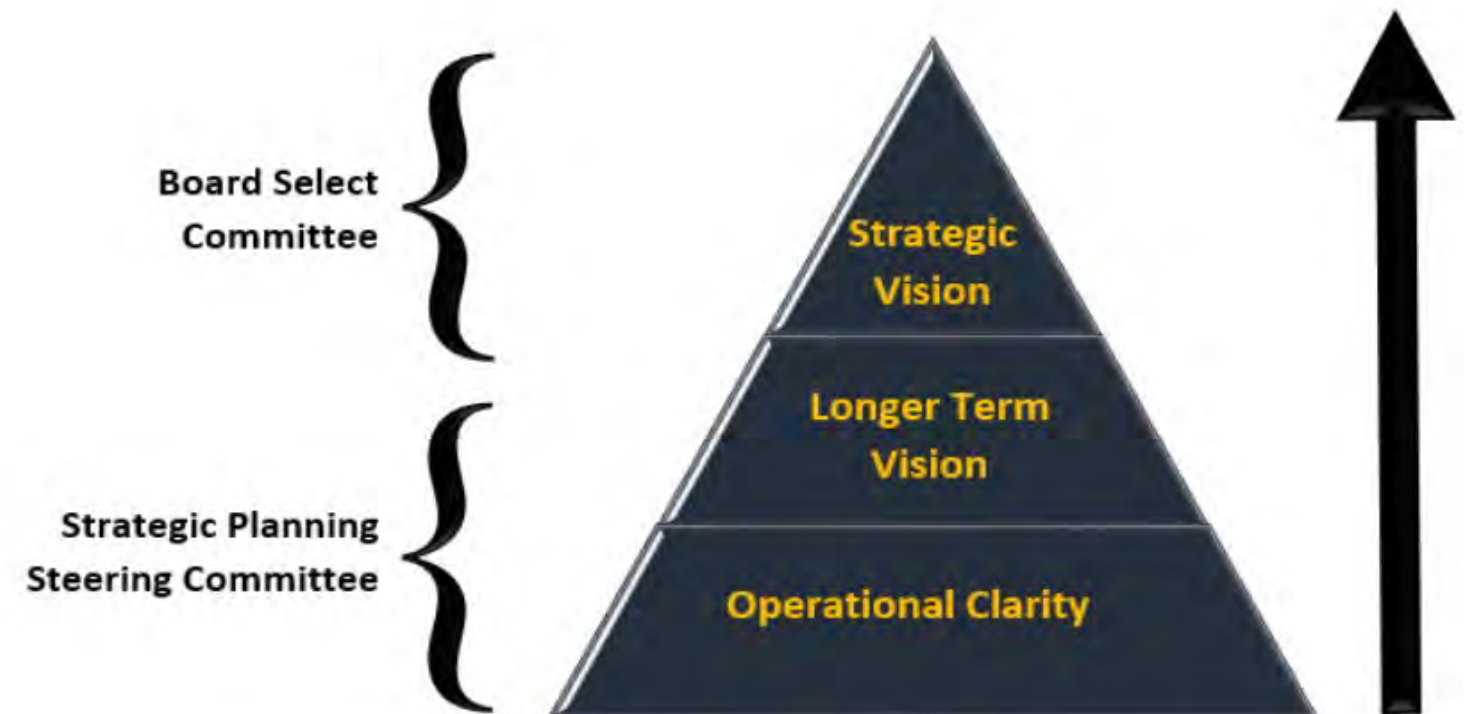 Board Select
Committee
Strategic
Vision
Longer Term
Vision
Strategic Planning
Steering Committee
Operational Clarity